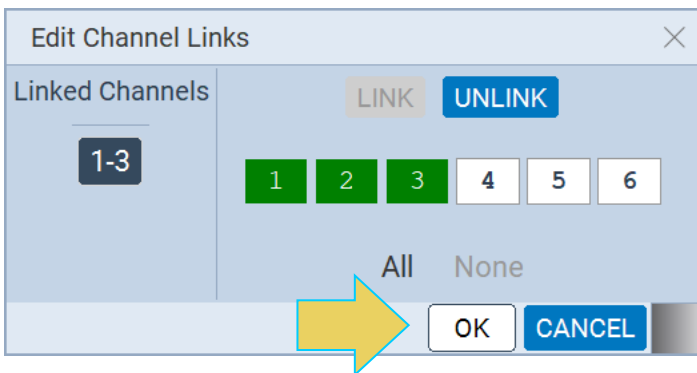 Edit Channel Links
Linked Channels
LINK UNLINK
1-3
1 2 3 4 5 6
All None
OK CANCEL